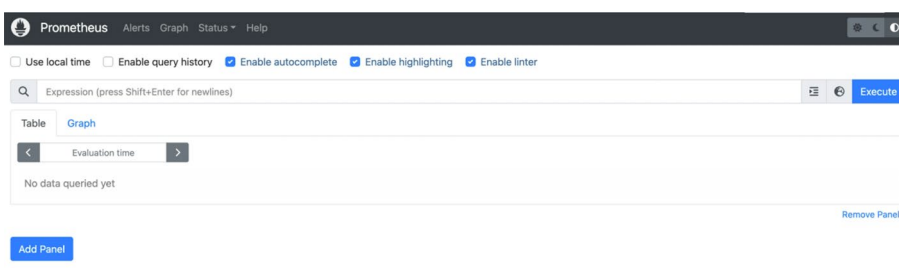 Prometheus Alerts Graph Status Help
Use local time Enable query history Enable autocomplete Enable highlighting Enable linter
Expression (press Shift+Enter for newlines) Execute
Table Graph
Evaluation time
No data queried yet
Remove Panel
Add Panel